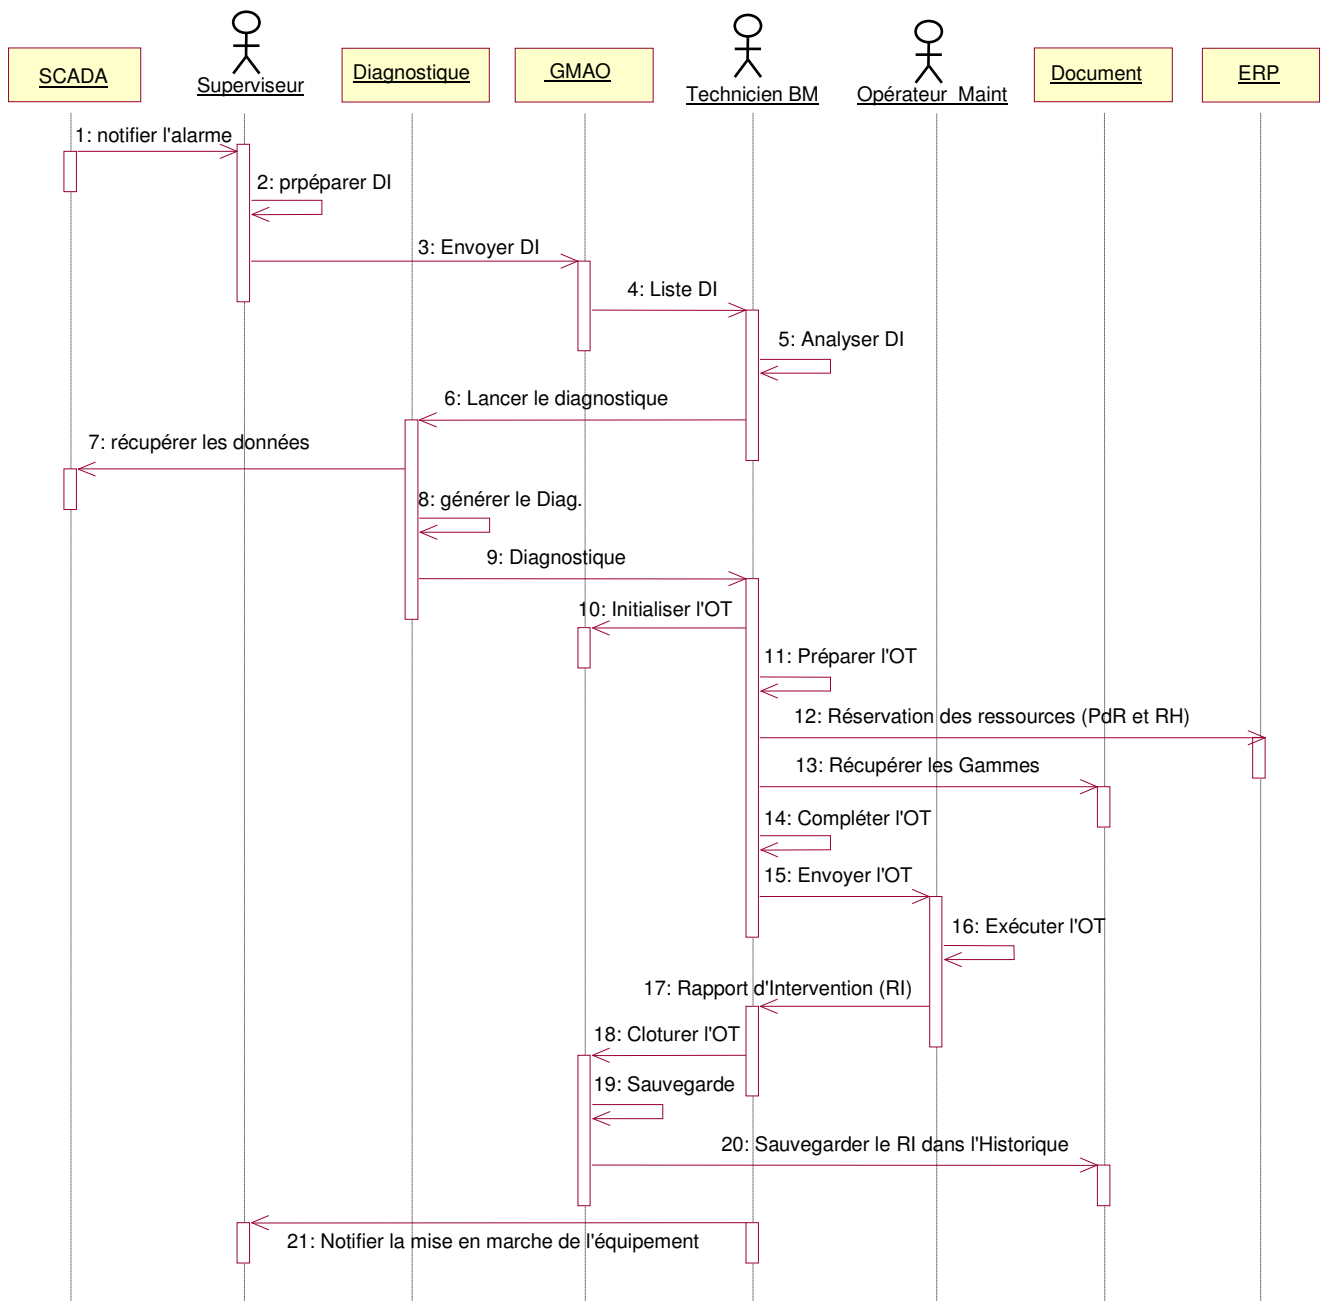 SCADA
Superviseur
Diagnostique
GMAO
Technicien BM
Opérateur Maint
Document
ERP
1: notifier l'alarme
2: prpéparer DI
3: Envoyer DI
4: Liste DI
5: Analyser DI
6: Lancer le diagnostique
7: récupérer les données
8: générer le Diag.
9: Diagnostique
10: Initialiser l'OT
11: Préparer l'OT
12: Réservation des ressources (PdR et RH)
13: Récupérer les Gammes
14: Compléter l'OT
15: Envoyer l'OT
16: Exécuter l'OT
17: Rapport d'Intervention (RI)
18: Cloturer l'OT
19: Sauvegarde
20: Sauvegarder le RI dans l'Historique
21: Notifier la mise en marche de l'équipement